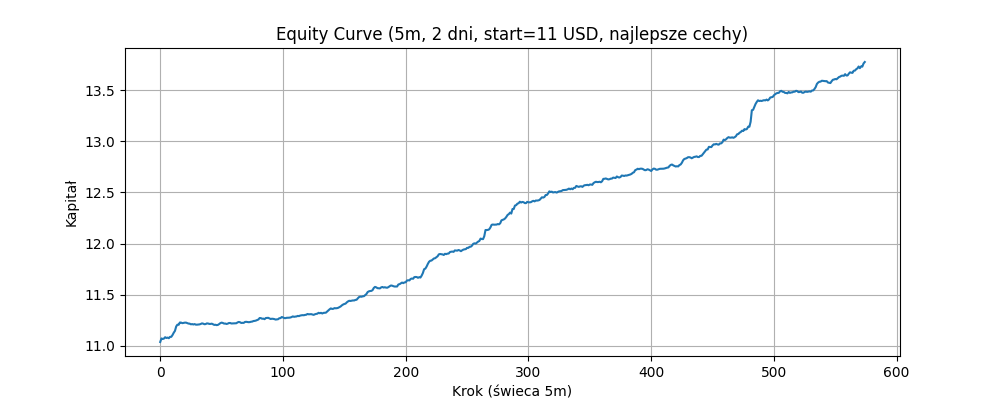 Equity Curve (5m, 2 dni, start=11 USD, najlepsze cechy)
Kapitał
13.5
13.0
12.5
12.0
11.5
11.0
0 100 200 300 400 500 600
Krok (świeca 5m)